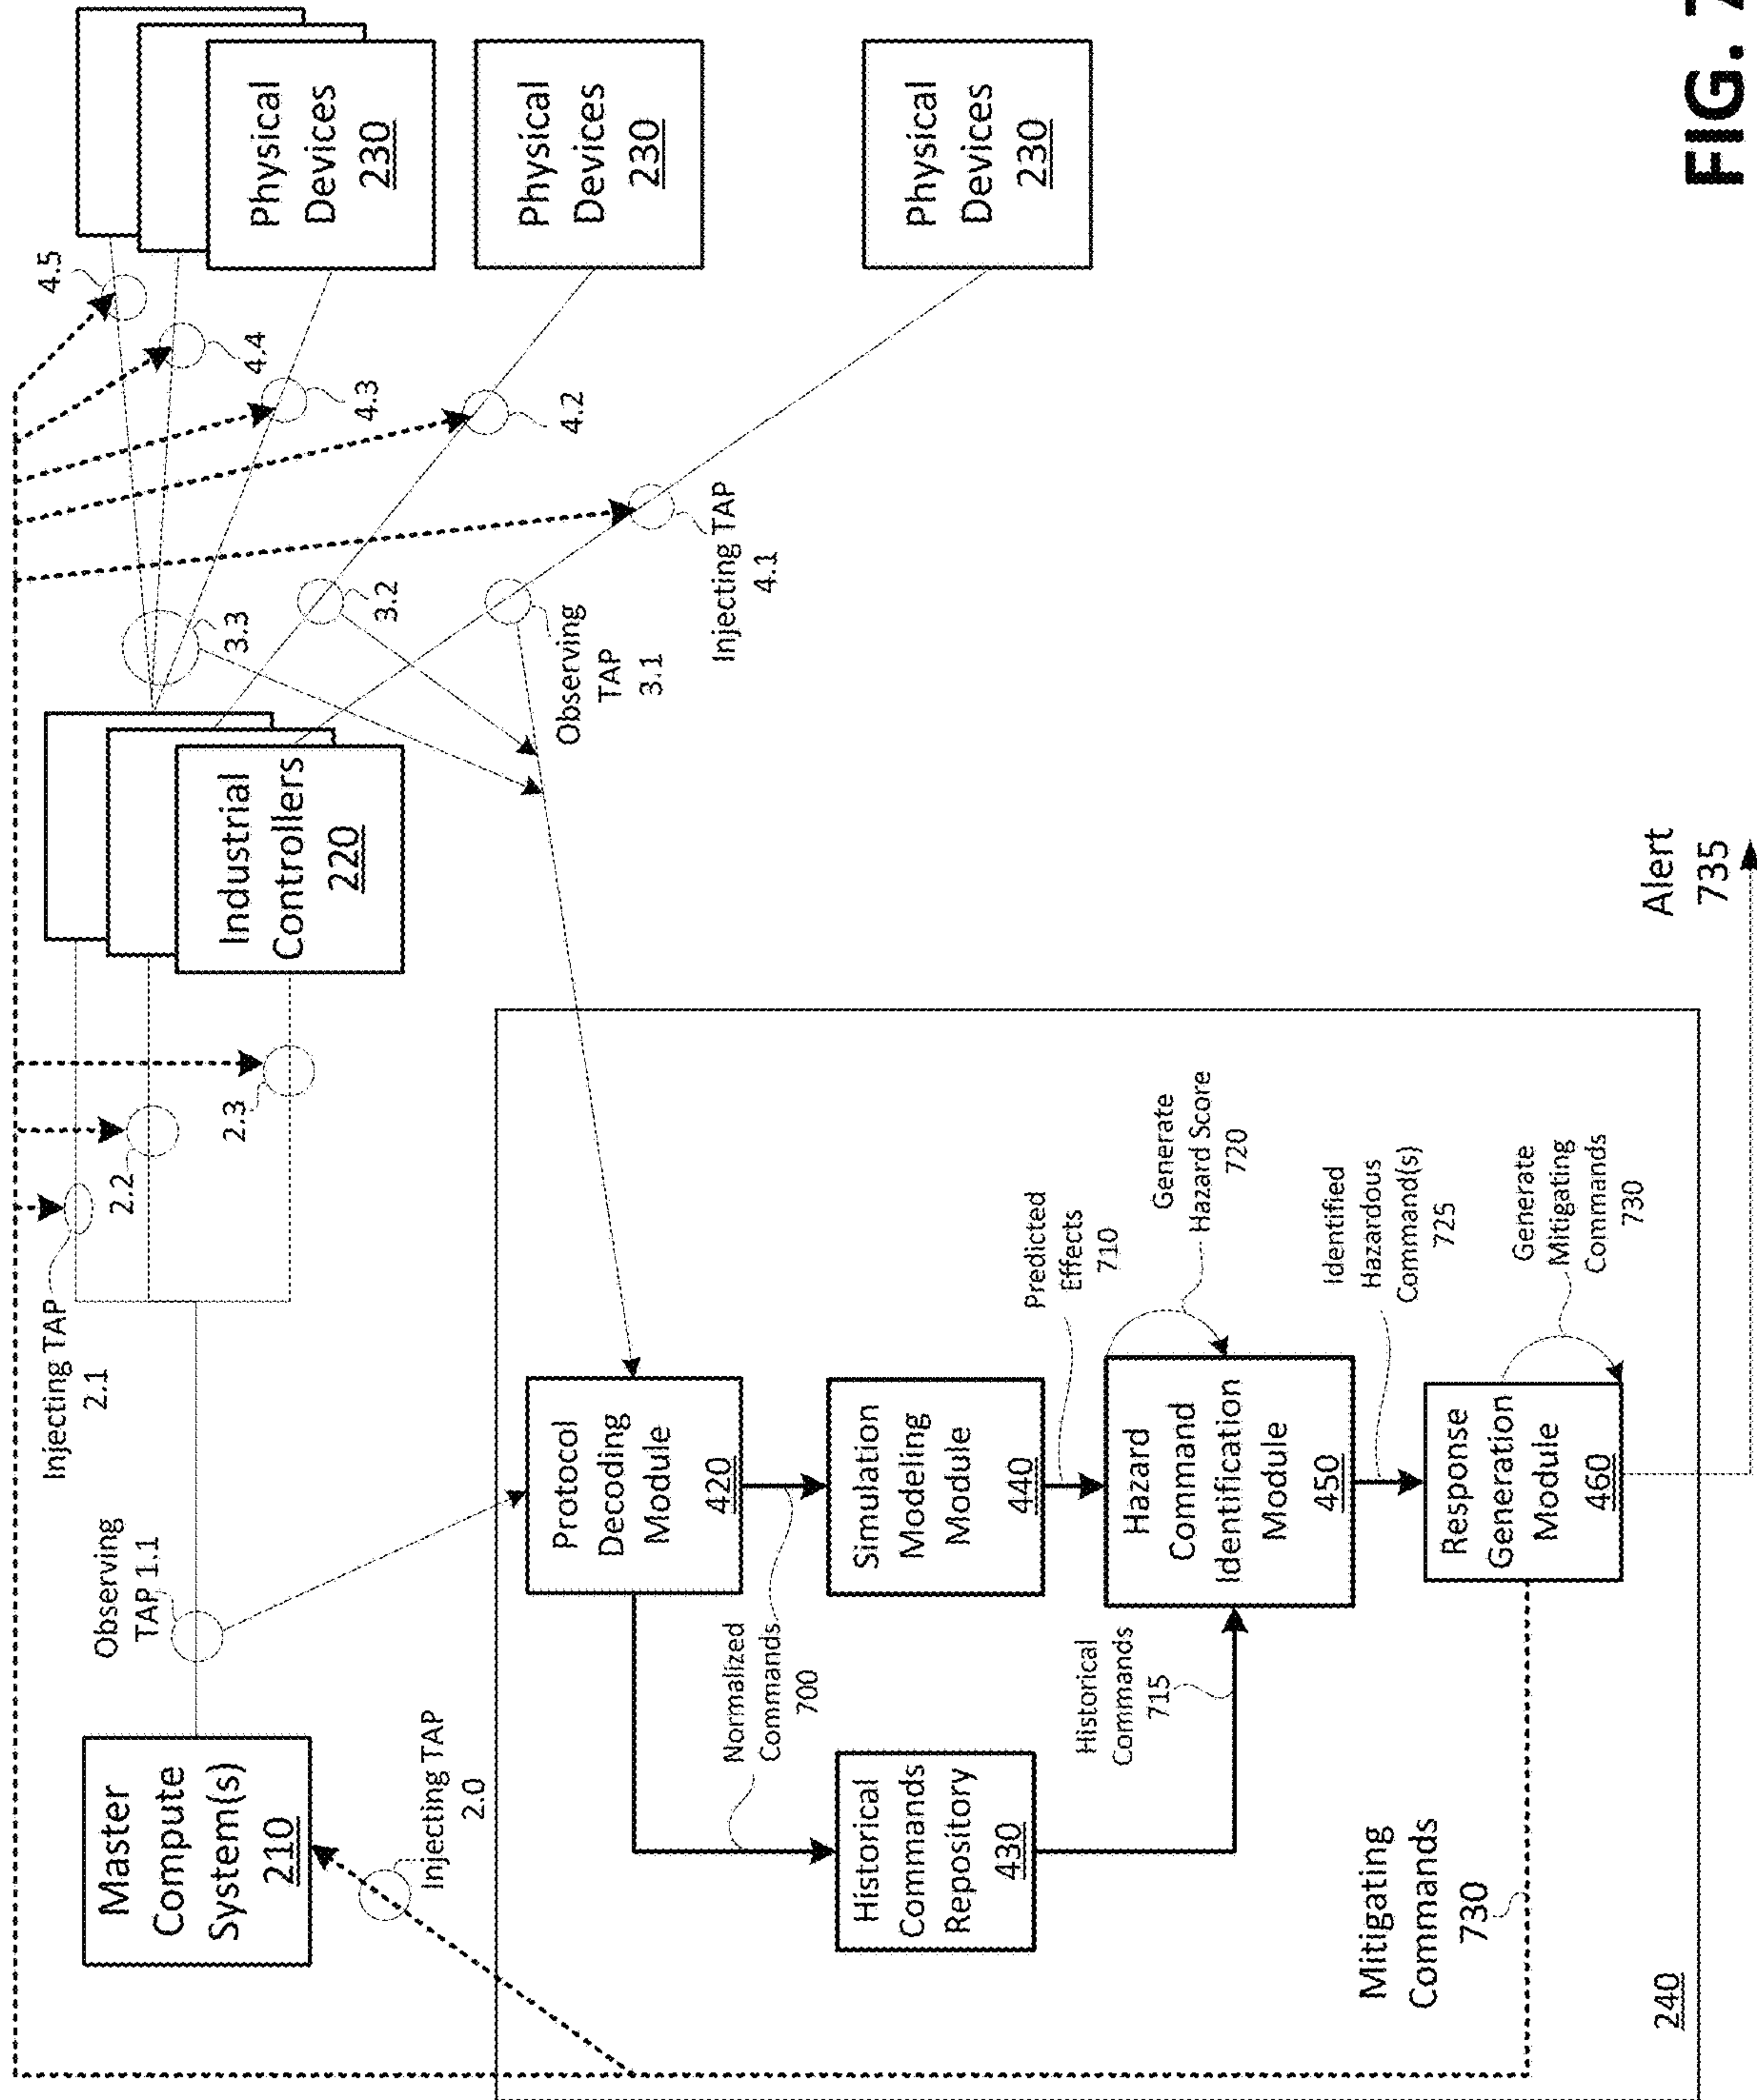 Master
Compute
System(s)
210
Observing
TAP 1.1
Injecting TAP
2.0
Injecting TAP
2.1
2.2
2.3
Industrial
Controllers
220
3.3
3.2
Observing
TAP
3.1
Injecting TAP
4.1
4.2
4.3
4.4
4.5
Physical
Devices
230
Physical
Devices
230
Physical
Devices
230
Protocol
Decoding
Module
420
Normalized
Commands
700
Simulation
Modeling
Module
440
Historical
Commands
Repository
430
Predicted
Effects
710
Historical
Commands
715
Hazard
Command
Identification
Module
450
Generate
Hazard Score
720
Identified
Hazardous
Command(s)
725
Response
Generation
Module
460
Generate
Mitigating
Commands
730
Mitigating
Commands
730
240
Alert
735
FIG. 7